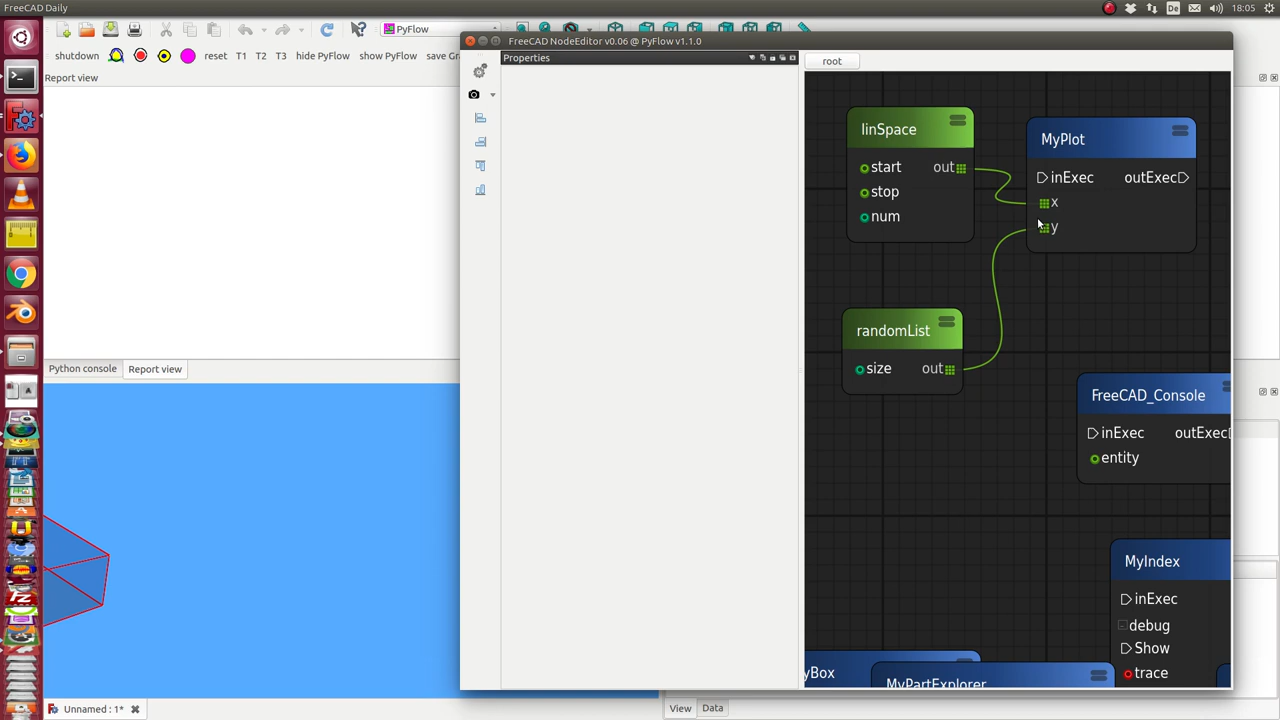 FreeCAD Daily
De
18:05
PyFlow
shutdown
reset
T1
T2
T3
hide PyFlow
show PyFlow
save Gra
Report view
Python console
Report view
Unnamed : 1*
FreeCAD NodeEditor v0.06 @ PyFlow v1.1.0
Properties
root
linSpace
start
out
stop
num
MyPlot
inExec
outExec
x
y
randomList
size
out
FreeCAD_Console
inExec
outExec
entity
MyIndex
inExec
debug
Show
trace
yBox
MyPartExplorer
View
Data